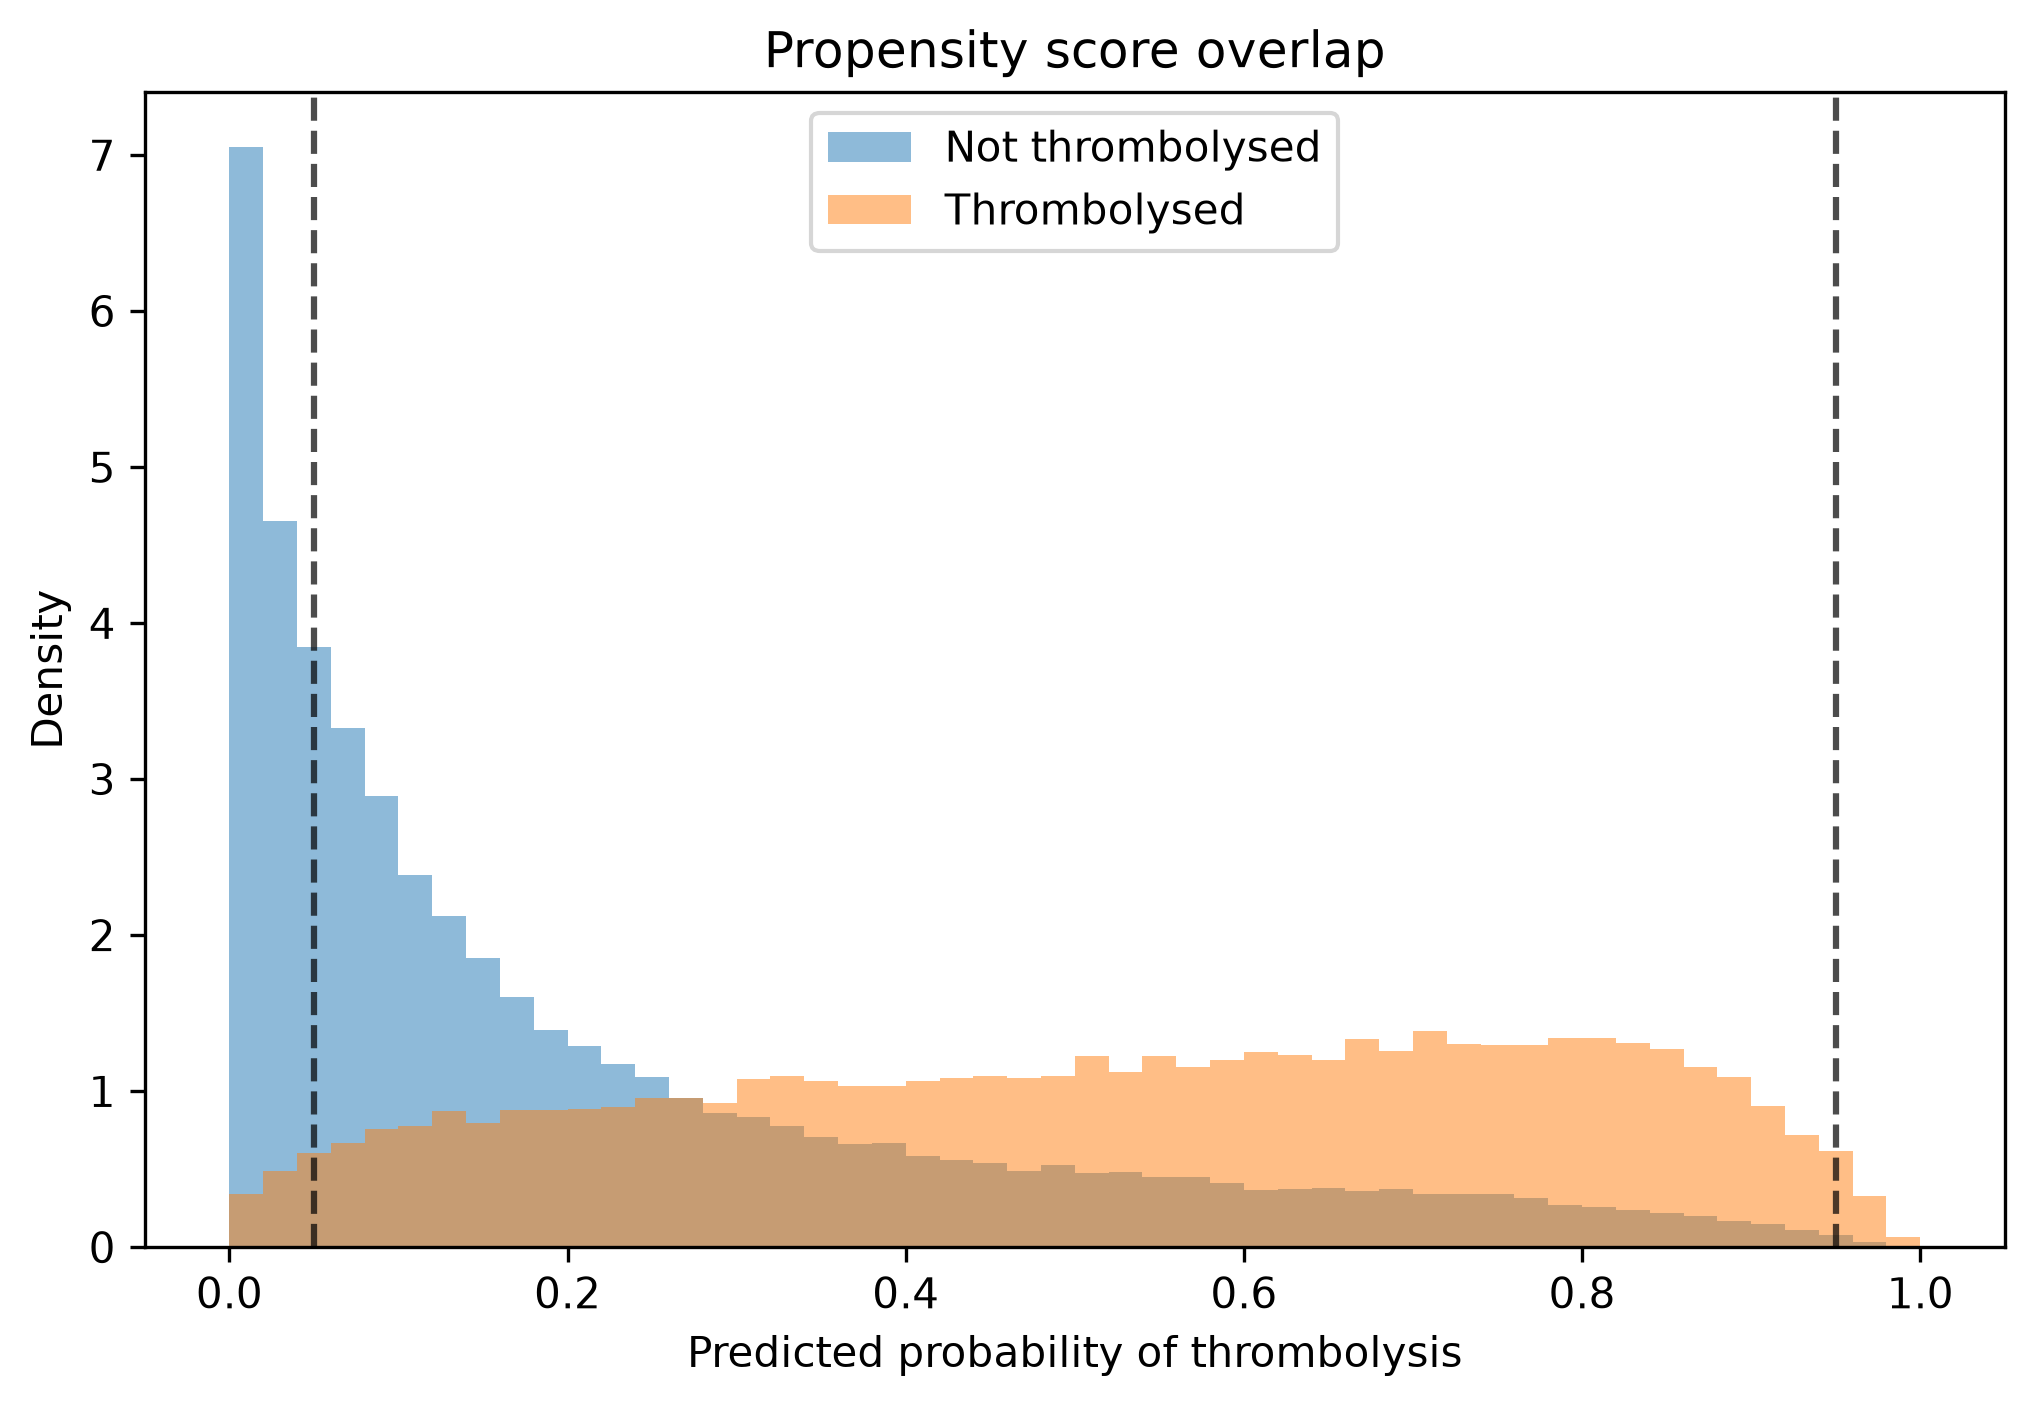 Propensity score overlap
Not thrombolysed
Thrombolysed
Density
7
6
5
4
3
2
1
0
0.0 0.2 0.4 0.6 0.8 1.0
Predicted probability of thrombolysis